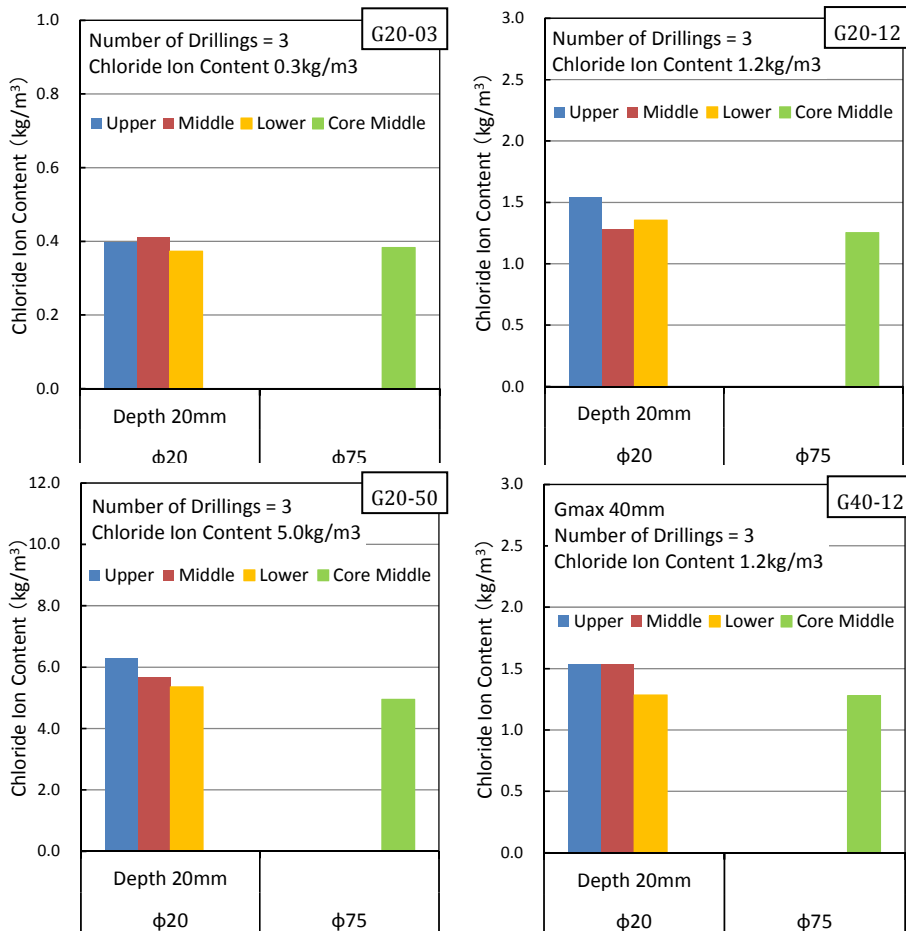 G20-03
Number of Drillings = 3
Chloride Ion Content 0.3kg/m3
Upper Middle Lower Core Middle
Chloride Ion Content (kg/m³)
1.0
0.8
0.6
0.4
0.2
0.0
Depth 20mm
ϕ20 ϕ75
G20-12
Number of Drillings = 3
Chloride Ion Content 1.2kg/m3
Upper Middle Lower Core Middle
Chloride Ion Content (kg/m³)
3.0
2.5
2.0
1.5
1.0
0.5
0.0
Depth 20mm
ϕ20 ϕ75
G20-50
Number of Drillings = 3
Chloride Ion Content 5.0kg/m3
Upper Middle Lower Core Middle
Chloride Ion Content (kg/m³)
12.0
10.0
8.0
6.0
4.0
2.0
0.0
Depth 20mm
ϕ20 ϕ75
G40-12
Gmax 40mm
Number of Drillings = 3
Chloride Ion Content 1.2kg/m3
Upper Middle Lower Core Middle
Chloride Ion Content (kg/m³)
3.0
2.5
2.0
1.5
1.0
0.5
0.0
Depth 20mm
ϕ20 ϕ75